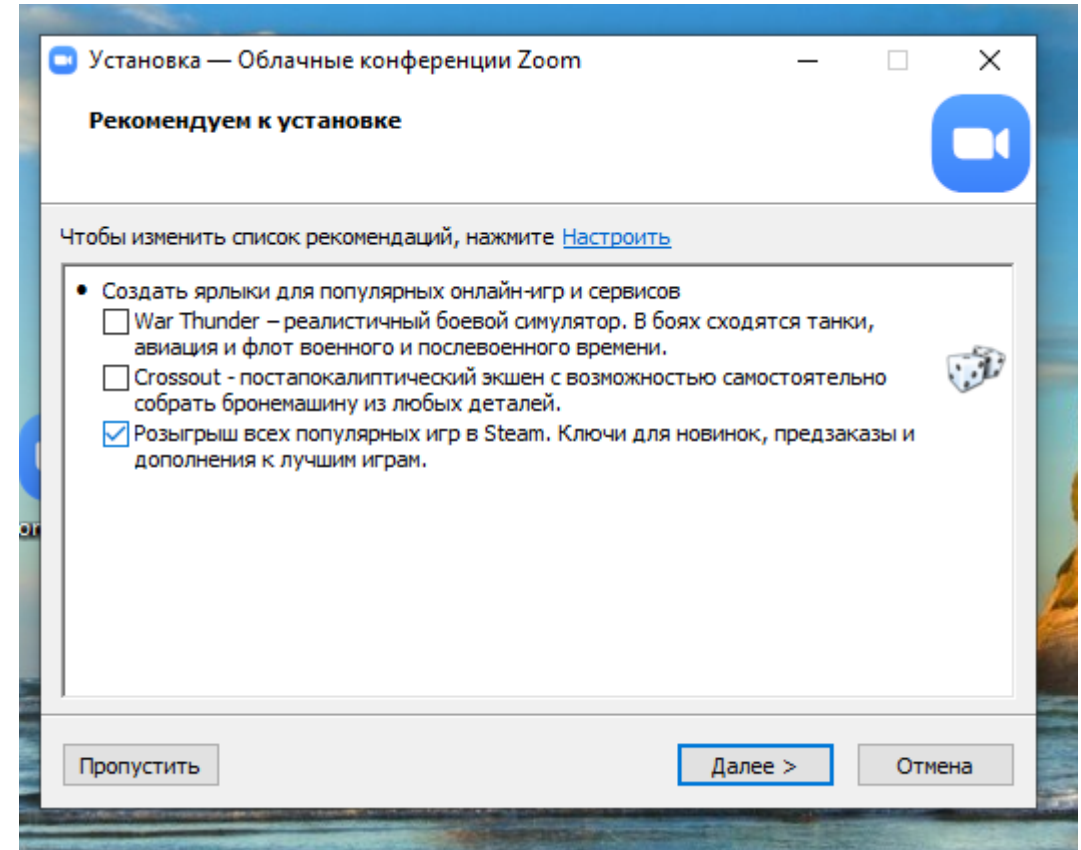 Установка — Облачные конференции Zoom
Рекомендуем к установке
Чтобы изменить список рекомендаций, нажмите Настроить
• Создать ярлыки для популярных онлайн-игр и сервисов
War Thunder – реалистичный боевой симулятор. В боях сходятся танки,
авиация и флот военного и послевоенного времени.
Crossout - постапокалиптический экшен с возможностью самостоятельно
собрать бронемашину из любых деталей.
Розыгрыш всех популярных игр в Steam. Ключи для новинок, предзаказы и
дополнения к лучшим играм.
Пропустить
Далее >
Отмена